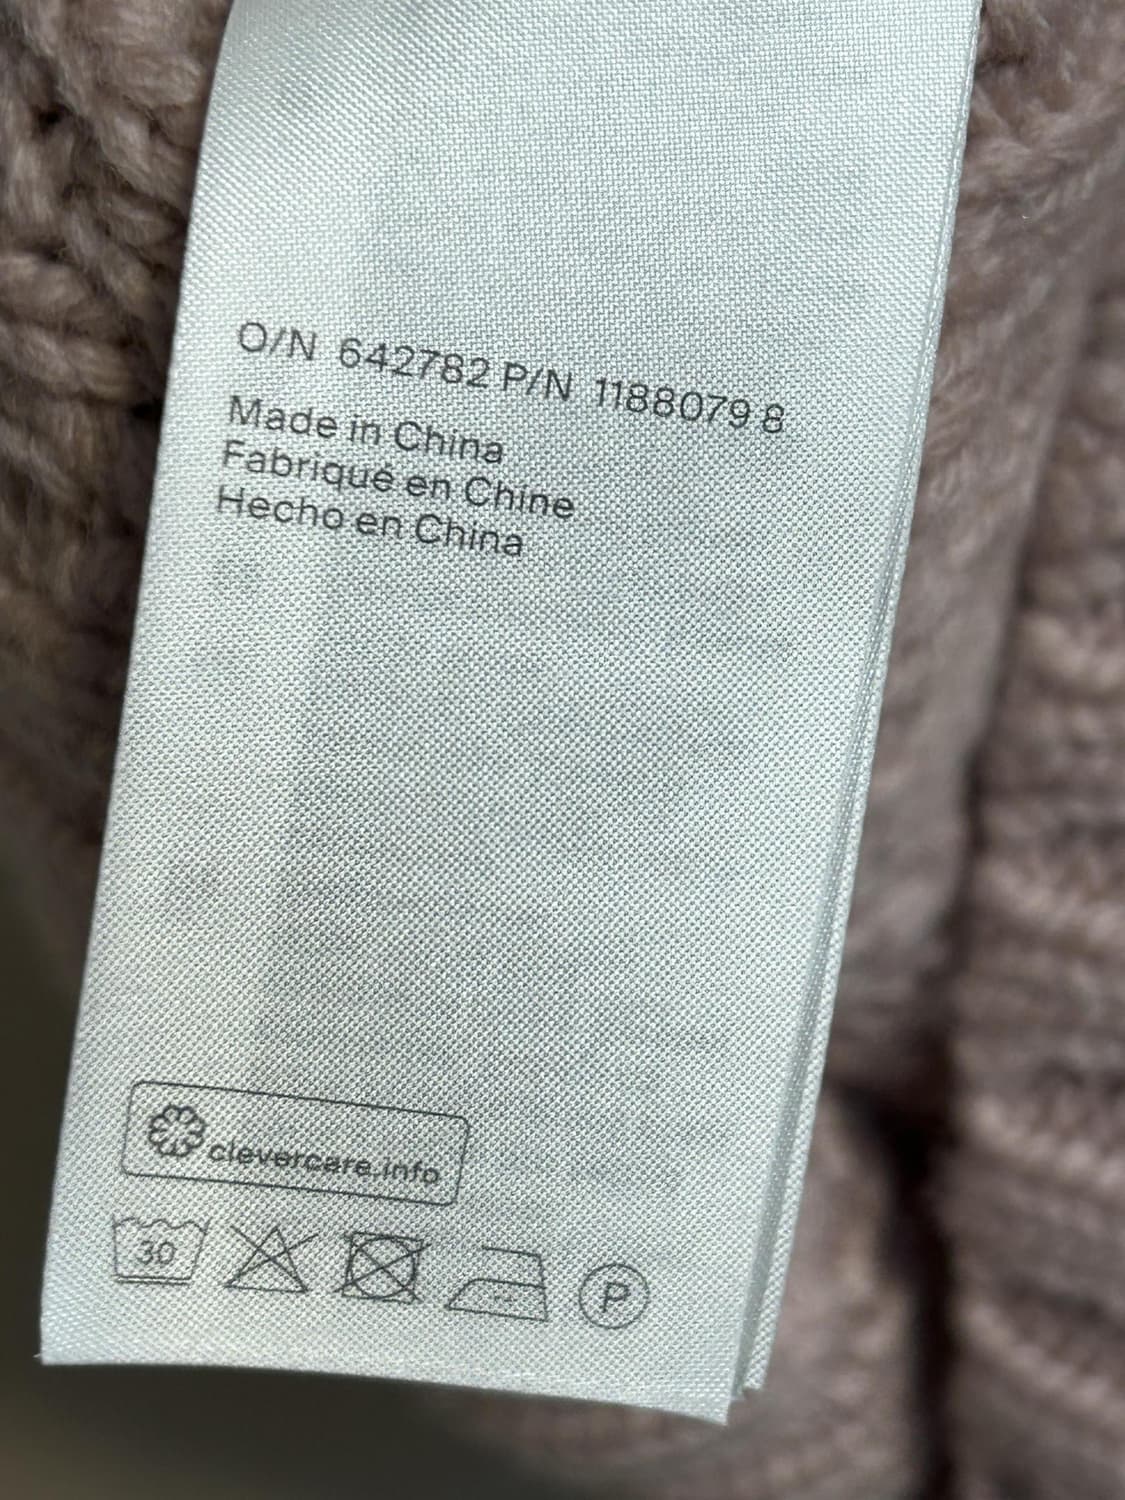 O/N 642782 P/N 1188079 8
Made in China
Fabriqué en Chine
Hecho en China
clevercare.info
30
P